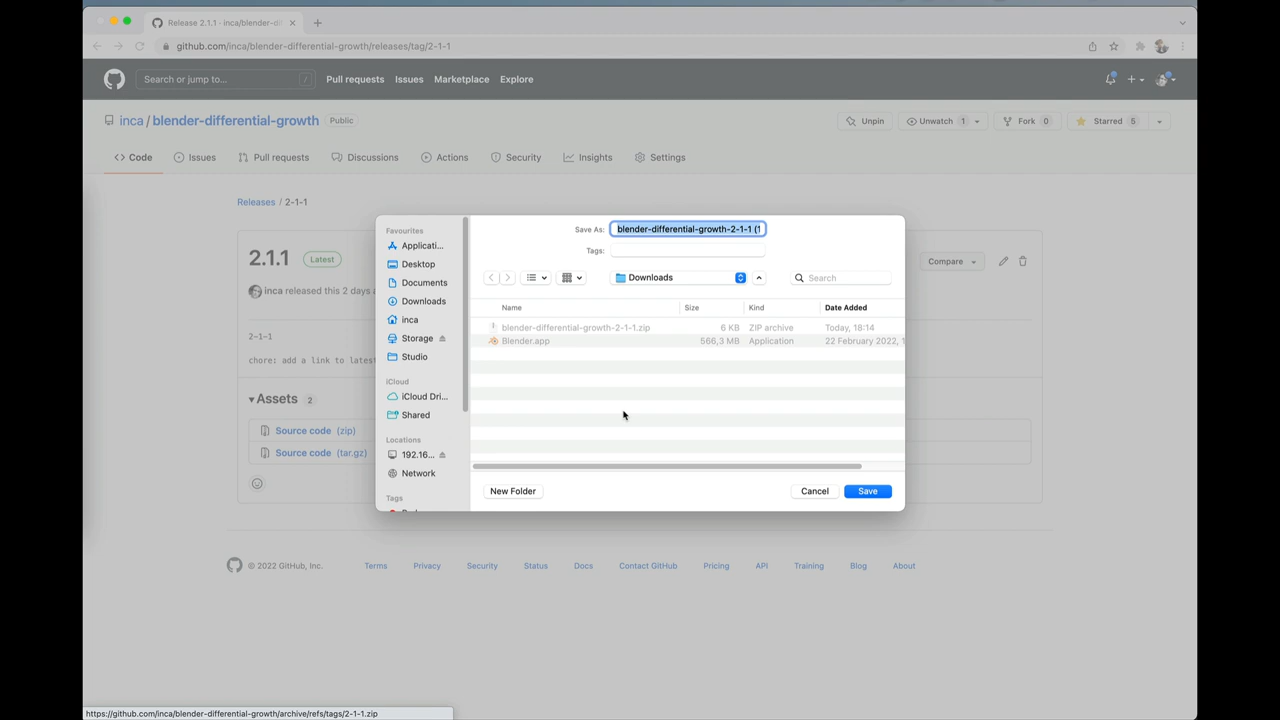 Release 2.1.1 · inca/blender-di
github.com/inca/blender-differential-growth/releases/tag/2-1-1
Search or jump to...
/
Pull requests
Issues
Marketplace
Explore
inca / blender-differential-growth
Public
Unpin
Unwatch 1
Fork 0
Starred 5
Code
Issues
Pull requests
Discussions
Actions
Security
Insights
Settings
Releases / 2-1-1
2.1.1
Latest
Compare
inca released this 2 days a
2-1-1
chore: add a link to latest
Assets 2
Source code (zip)
Source code (tar.gz)
Favourites
Applicati...
Desktop
Documents
Downloads
inca
Storage
Studio
iCloud
iCloud Dri...
Shared
Locations
192.16...
Network
Tags
Save As: blender-differential-growth-2-1-1 (1
Tags:
Downloads
Search
Name Size Kind Date Added
blender-differential-growth-2-1-1.zip 6 KB ZIP archive Today, 18:14
Blender.app 566,3 MB Application 22 February 2022, 1
New Folder
Cancel
Save
© 2022 GitHub, Inc.
Terms
Privacy
Security
Status
Docs
Contact GitHub
Pricing
API
Training
Blog
About
https://github.com/inca/blender-differential-growth/archive/refs/tags/2-1-1.zip